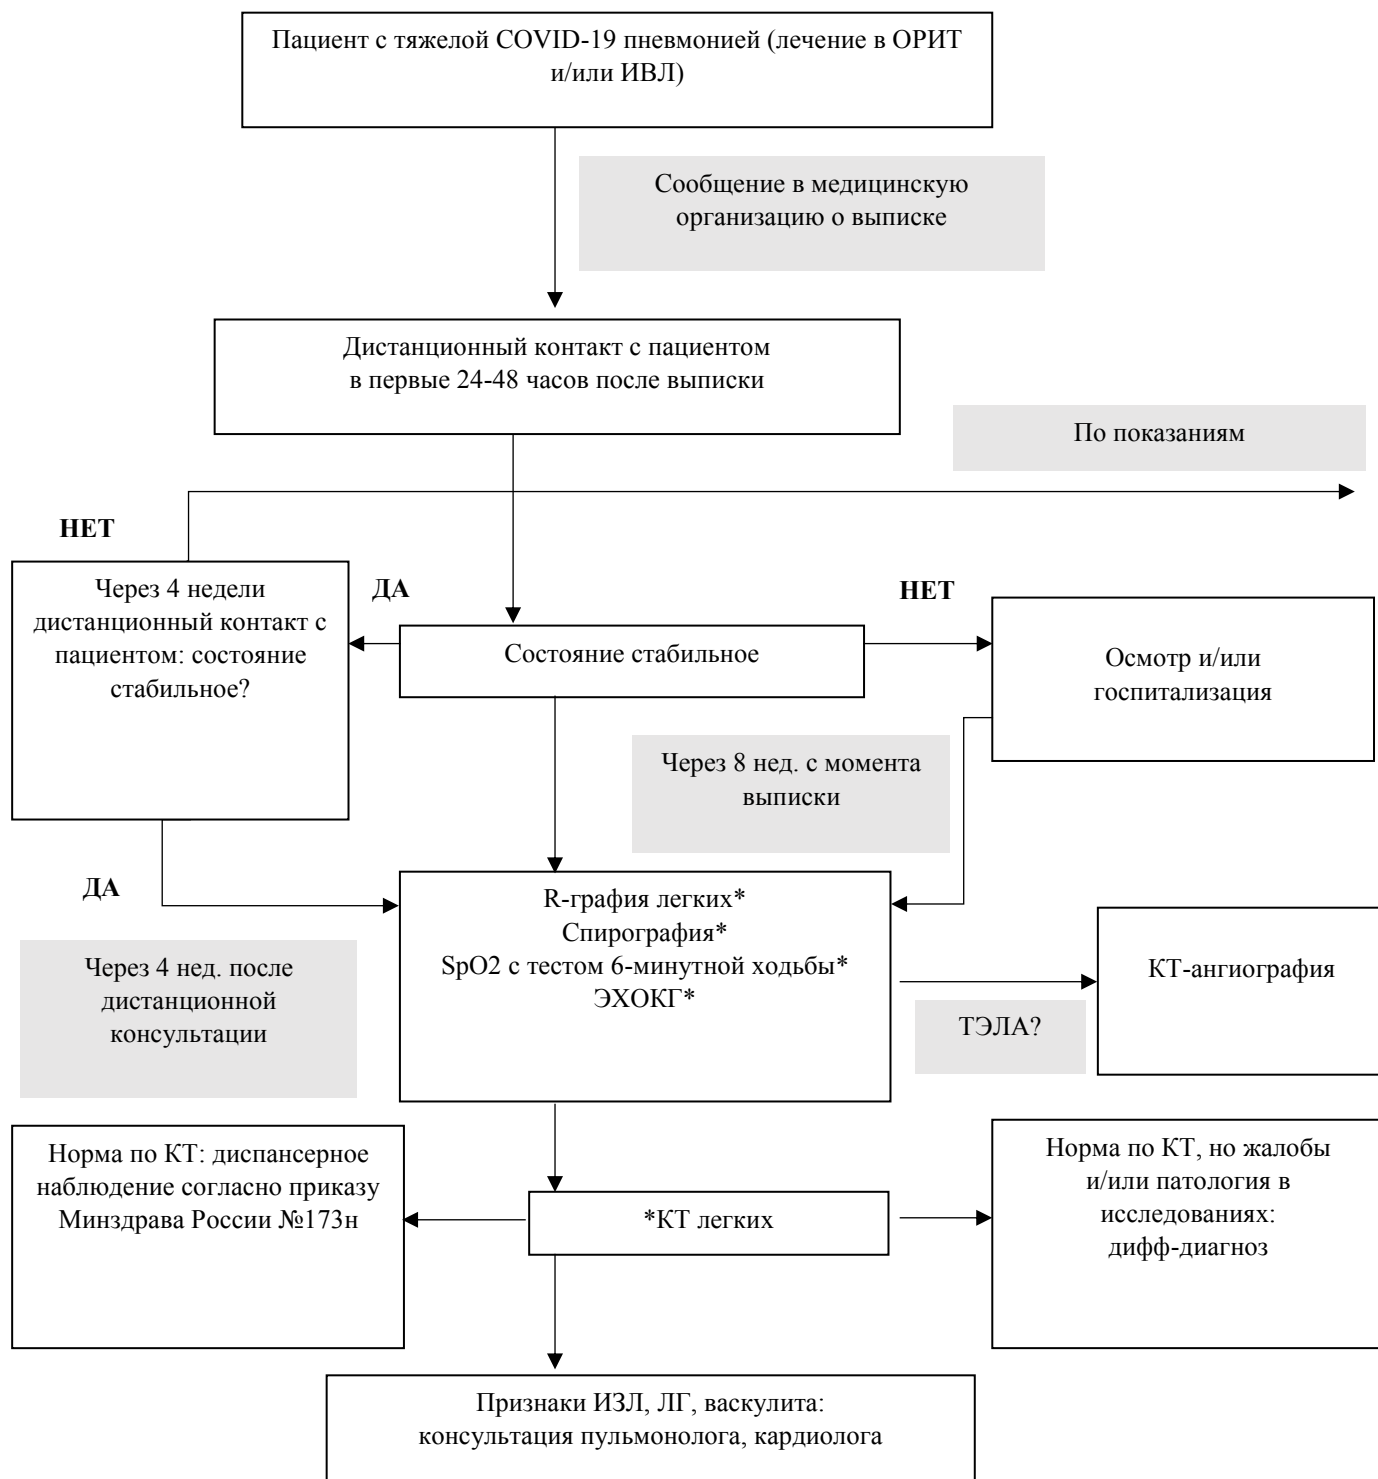 Пациент с тяжелой COVID-19 пневмонией (лечение в ОРИТ
и/или ИВЛ)
Сообщение в медицинскую
организацию о выписке
Дистанционный контакт с пациентом
в первые 24-48 часов после выписки
По показаниям
НЕТ
Через 4 недели
дистанционный контакт с
пациентом: состояние
стабильное?
ДА
НЕТ
Состояние стабильное
Осмотр и/или
госпитализация
Через 8 нед. с момента
выписки
ДА
R-графия легких*
Спирография*
SpO2 с тестом 6-минутной ходьбы*
ЭХОКГ*
Через 4 нед. после
дистанционной
консультации
КТ-ангиография
ТЭЛА?
Норма по КТ: диспансерное
наблюдение согласно приказу
Минздрава России №173н
*КТ легких
Норма по КТ, но жалобы
и/или патология в
исследованиях:
дифф-диагноз
Признаки ИЗЛ, ЛГ, васкулита:
консультация пульмонолога, кардиолога